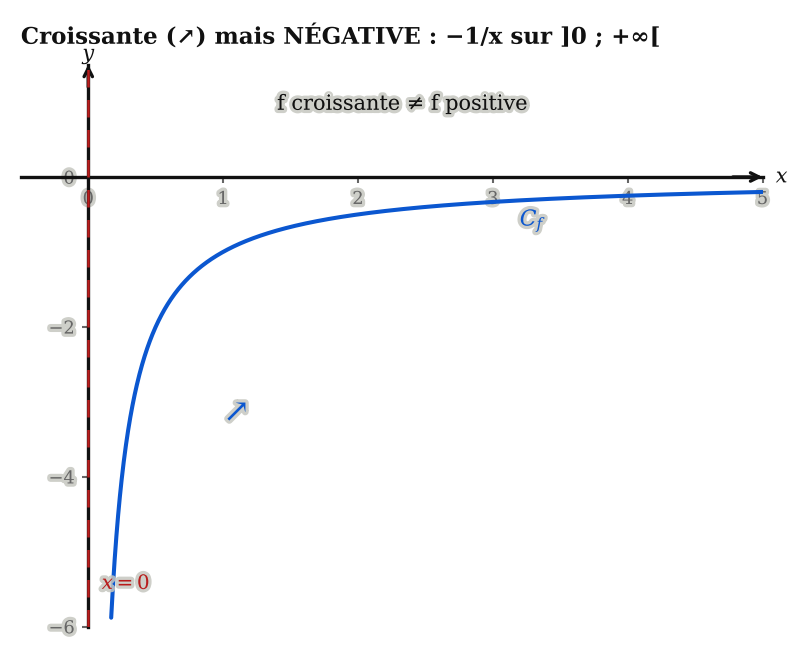 Croissante (↗) mais NÉGATIVE : −1/x sur ]0 ; +∞[
y
f croissante ≠ f positive
0
x
0 1 2 3 4 5
C_f
−2
↗
−4
x = 0
−6